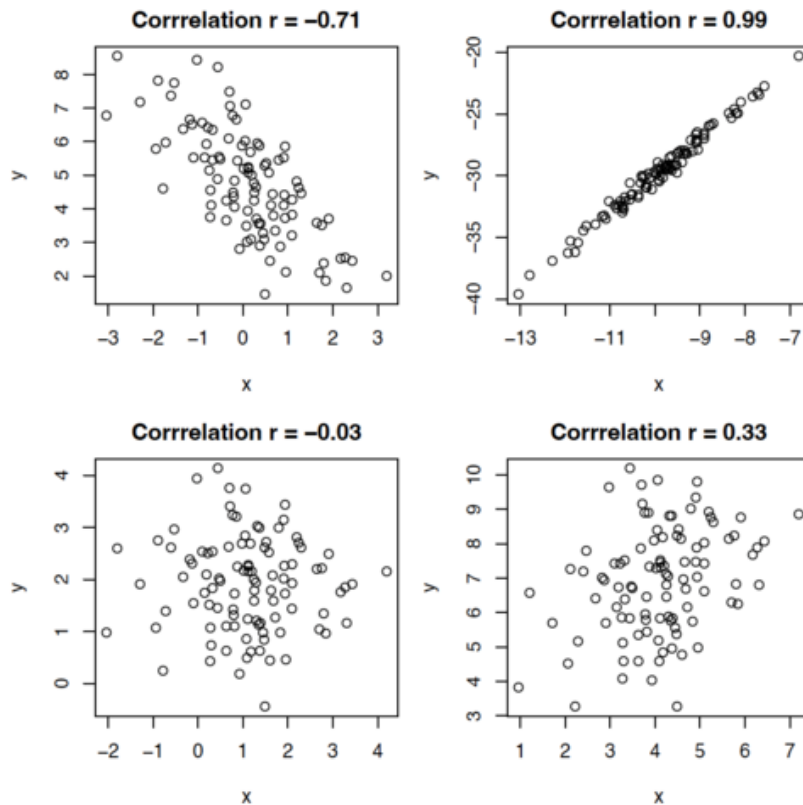 Corrrelation r = −0.71
y
8
7
6
5
4
3
2
−3 −2 −1 0 1 2 3
x
Corrrelation r = 0.99
y
−20
−25
−30
−35
−40
−13 −11 −9 −8 −7
x
Corrrelation r = −0.03
y
4
3
2
1
0
−2 −1 0 1 2 3 4
x
Corrrelation r = 0.33
y
10
9
8
7
6
5
4
3
1 2 3 4 5 6 7
x